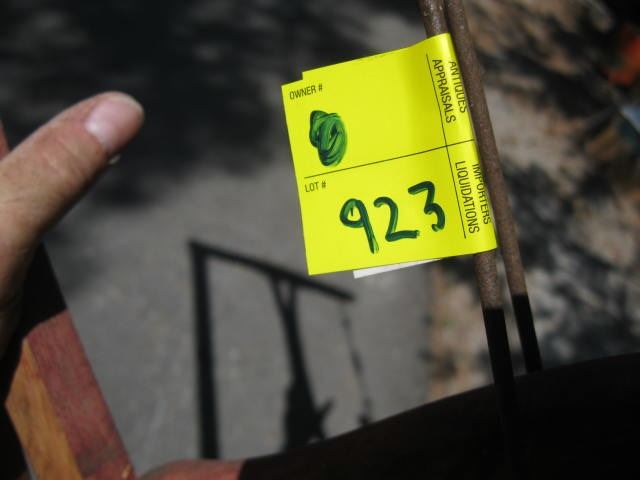 OWNER #
LOT #
923
ANTIQUES
APPRAISALS
IMPORTERS
LIQUIDATIONS